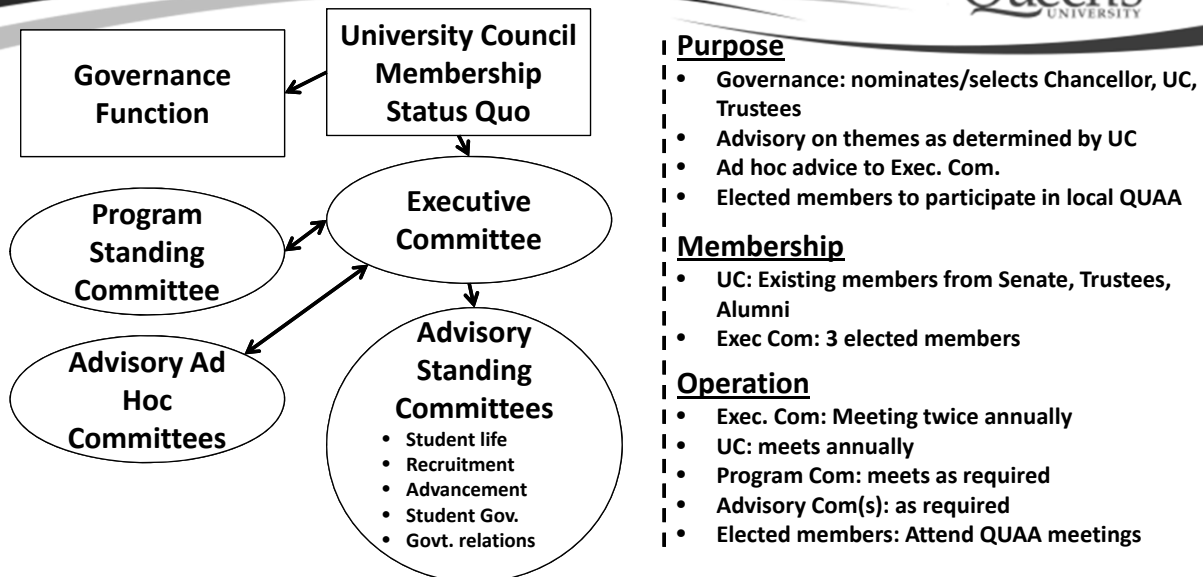 Queen's
UNIVERSITY
Governance
Function
University Council
Membership
Status Quo
Program
Standing
Committee
Executive
Committee
Advisory Ad
Hoc
Committees
Advisory
Standing
Committees
• Student life
• Recruitment
• Advancement
• Student Gov.
• Govt. relations
Purpose
• Governance: nominates/selects Chancellor, UC,
Trustees
• Advisory on themes as determined by UC
• Ad hoc advice to Exec. Com.
• Elected members to participate in local QUAA
Membership
• UC: Existing members from Senate, Trustees,
Alumni
• Exec Com: 3 elected members
Operation
• Exec. Com: Meeting twice annually
• UC: meets annually
• Program Com: meets as required
• Advisory Com(s): as required
• Elected members: Attend QUAA meetings